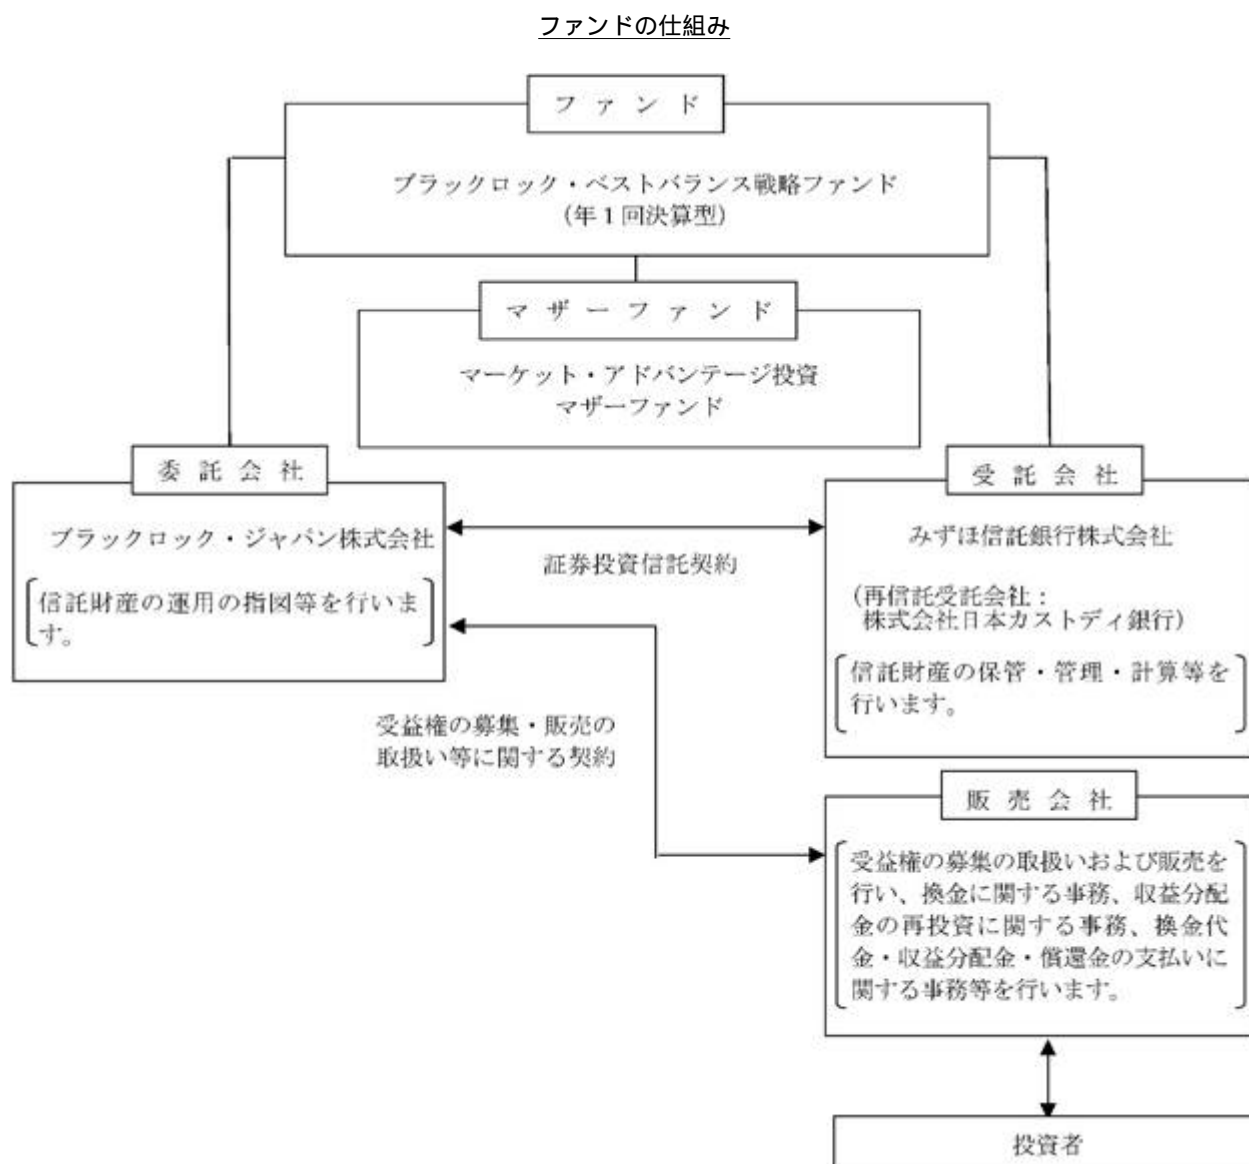 ファンドの仕組み
ファンド
ブラックロック・ベストバランス戦略ファンド
(年1回決算型)
マザーファンド
マーケット・アドバンテージ投資
マザーファンド
委託会社
ブラックロック・ジャパン株式会社
信託財産の運用の指図等を行いま
す。
証券投資信託契約
受託会社
みずほ信託銀行株式会社
(再信託受託会社：
株式会社日本カストディ銀行)
信託財産の保管・管理・計算等を
行います。
受益権の募集・販売の
取扱い等に関する契約
販売会社
受益権の募集の取扱いおよび販売を
行い、換金に関する事務、収益分配
金の再投資に関する事務、換金代
金・収益分配金・償還金の支払いに
関する事務等を行います。
投資者